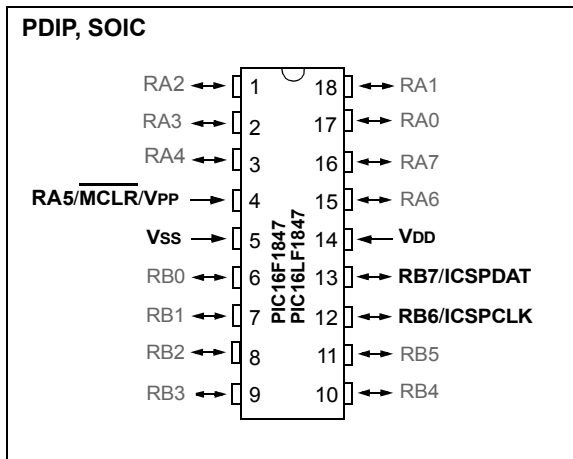 PDIP, SOIC
RA2 1 18 RA1
RA3 2 17 RA0
RA4 3 16 RA7
RA5/MCLR/VPP 4 15 RA6
VSS 5 14 VDD
RB0 6 13 RB7/ICSPDAT
RB1 7 12 RB6/ICSPCLK
RB2 8 11 RB5
RB3 9 10 RB4
PIC16F1847
PIC16LF1847